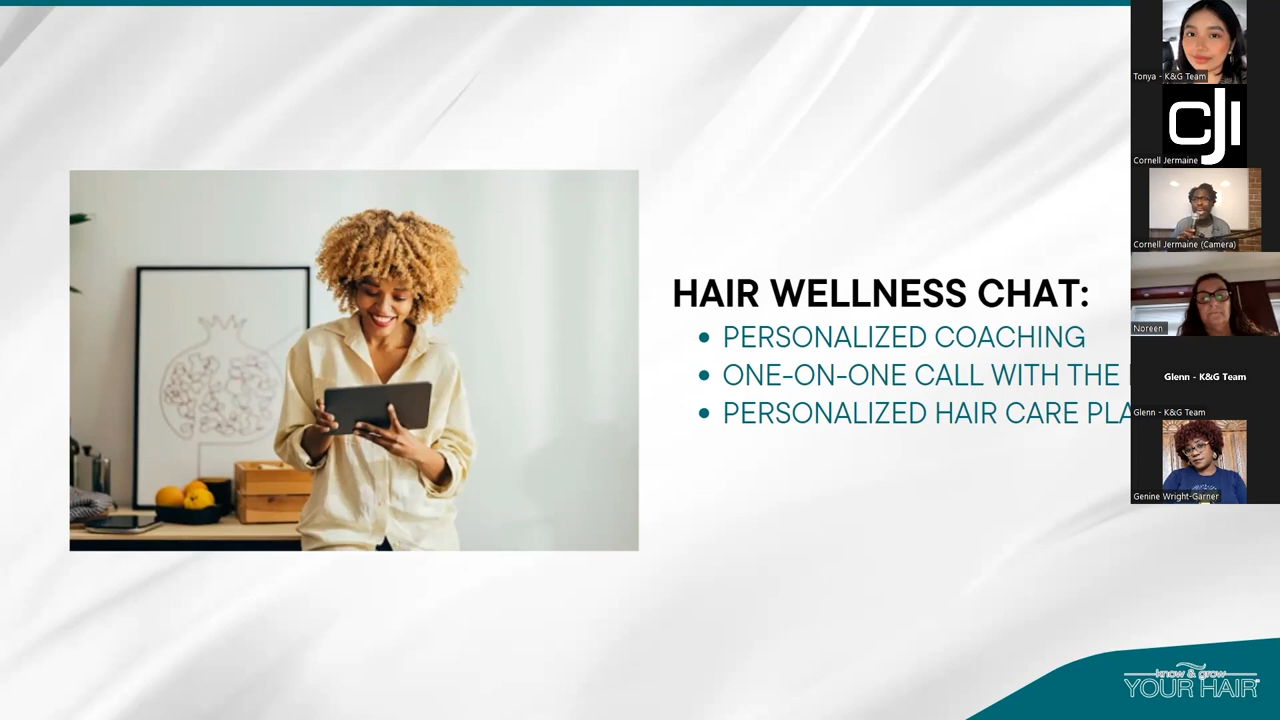 HAIR WELLNESS CHAT:
• PERSONALIZED COACHING
• ONE-ON-ONE CALL WITH THE
• PERSONALIZED HAIR CARE PLA
Tonya - K&G Team
CJI
Cornell Jermaine
Cornell Jermaine (Camera)
Noreen
Glenn - K&G Team
Glenn - K&G Team
Genine Wright-Garner
know & grow
YOUR HAIR